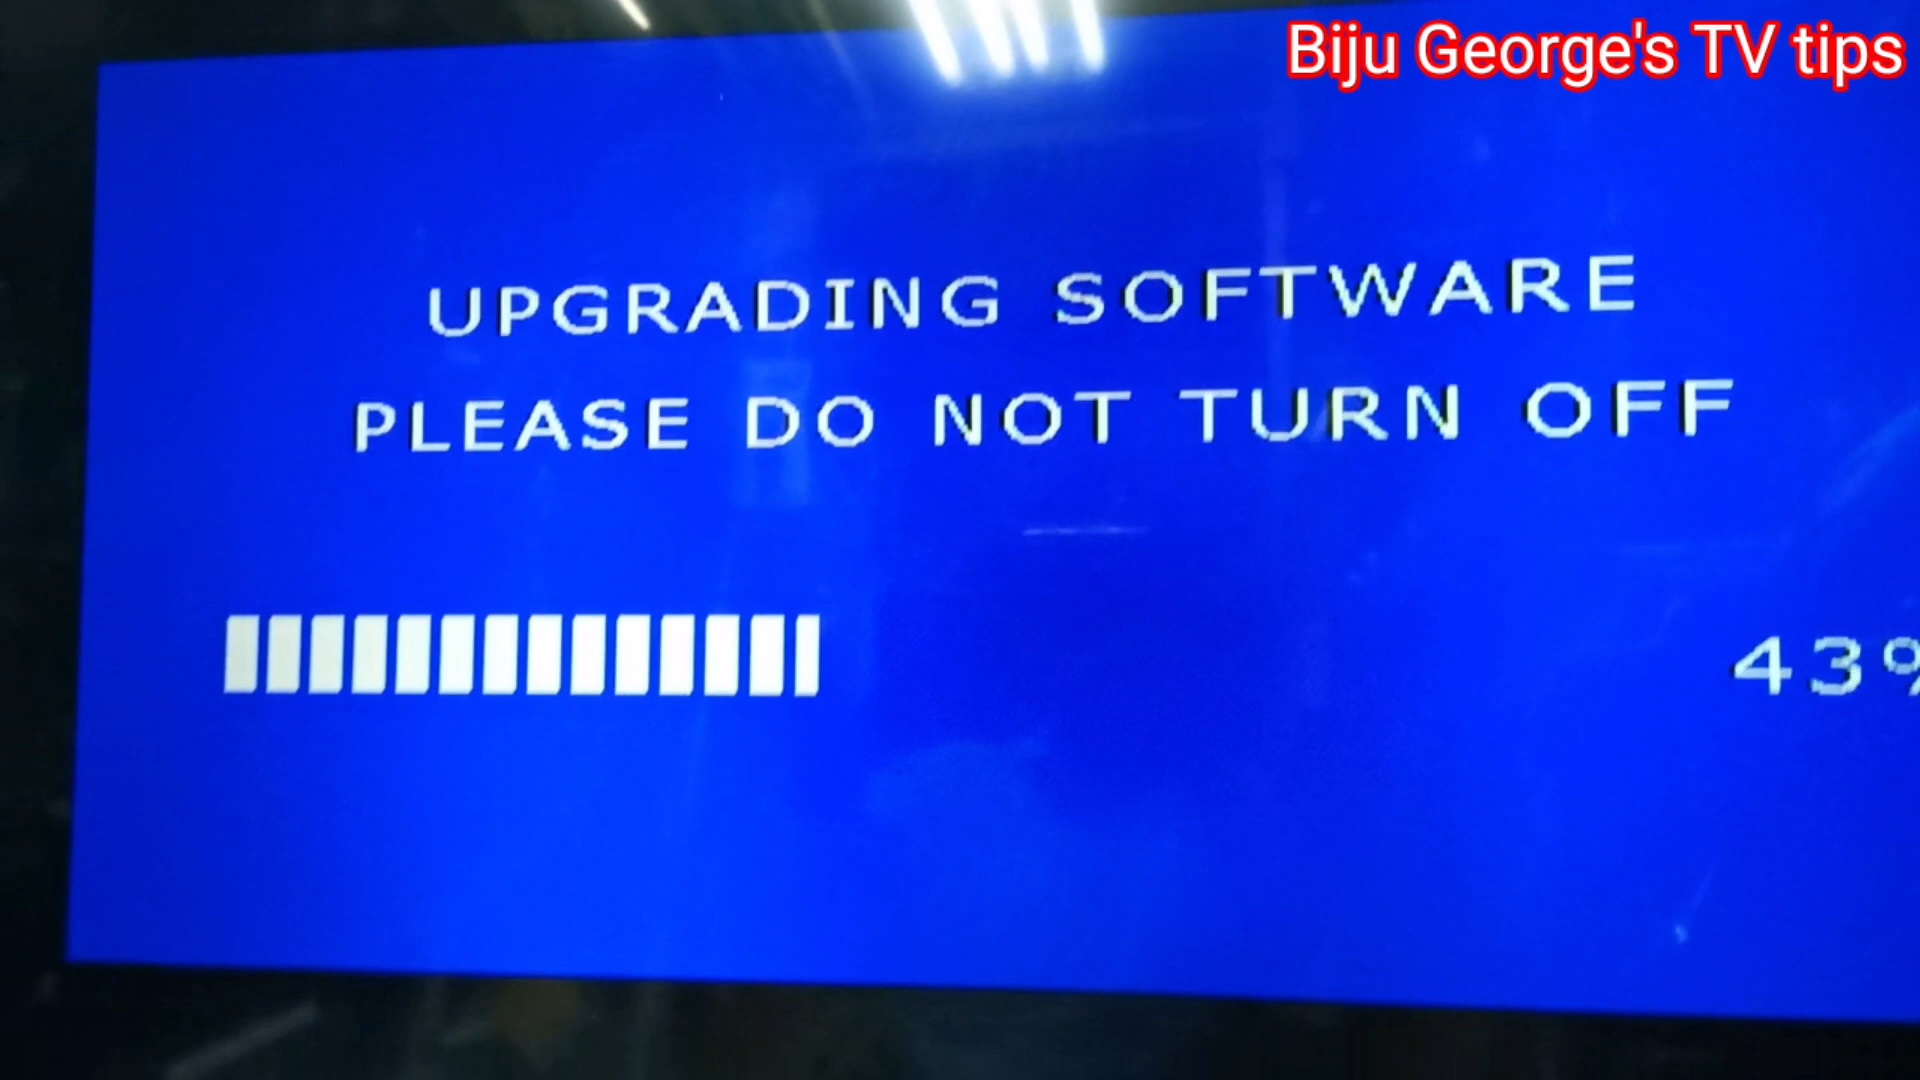 Biju George's TV tips
UPGRADING SOFTWARE
PLEASE DO NOT TURN OFF
43%